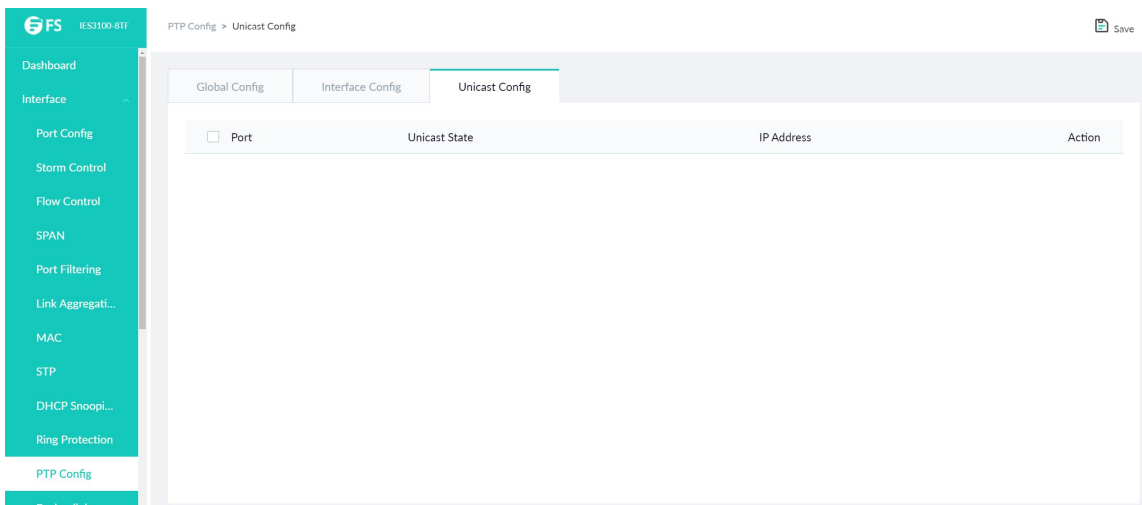 FS IES3100-8TF
PTP Config > Unicast Config
Save
Dashboard
Interface
Port Config
Storm Control
Flow Control
SPAN
Port Filtering
Link Aggregati...
MAC
STP
DHCP Snoopi...
Ring Protection
PTP Config
Global Config Interface Config Unicast Config
Port Unicast State IP Address Action